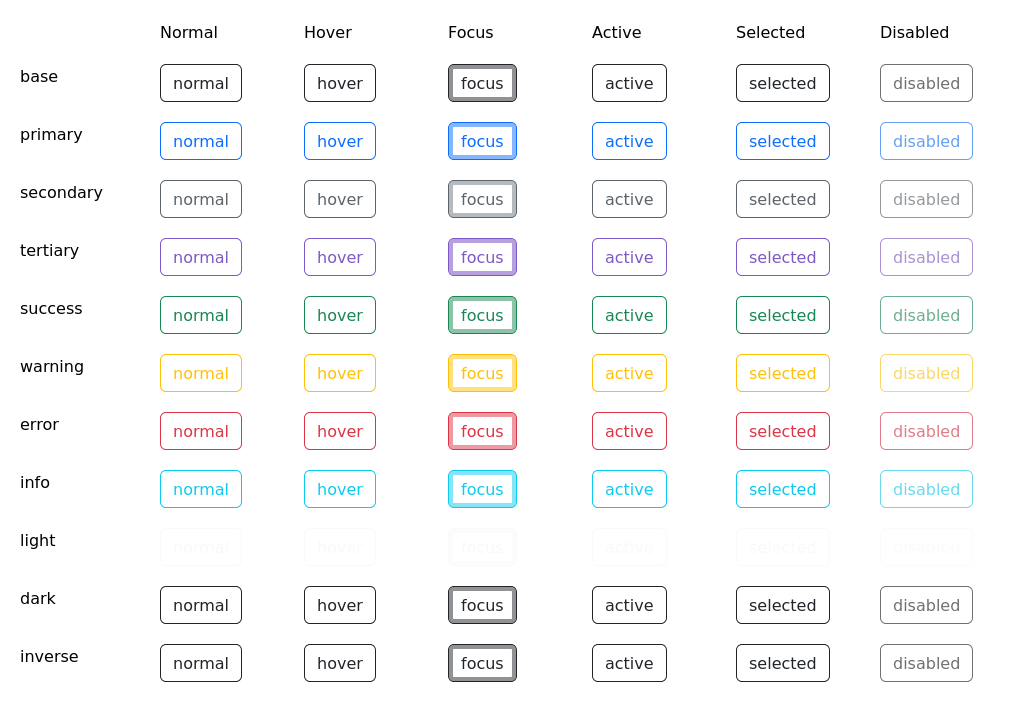 Normal Hover Focus Active Selected Disabled
base normal hover focus active selected disabled
primary normal hover focus active selected disabled
secondary normal hover focus active selected disabled
tertiary normal hover focus active selected disabled
success normal hover focus active selected disabled
warning normal hover focus active selected disabled
error normal hover focus active selected disabled
info normal hover focus active selected disabled
light normal hover focus active selected disabled
dark normal hover focus active selected disabled
inverse normal hover focus active selected disabled